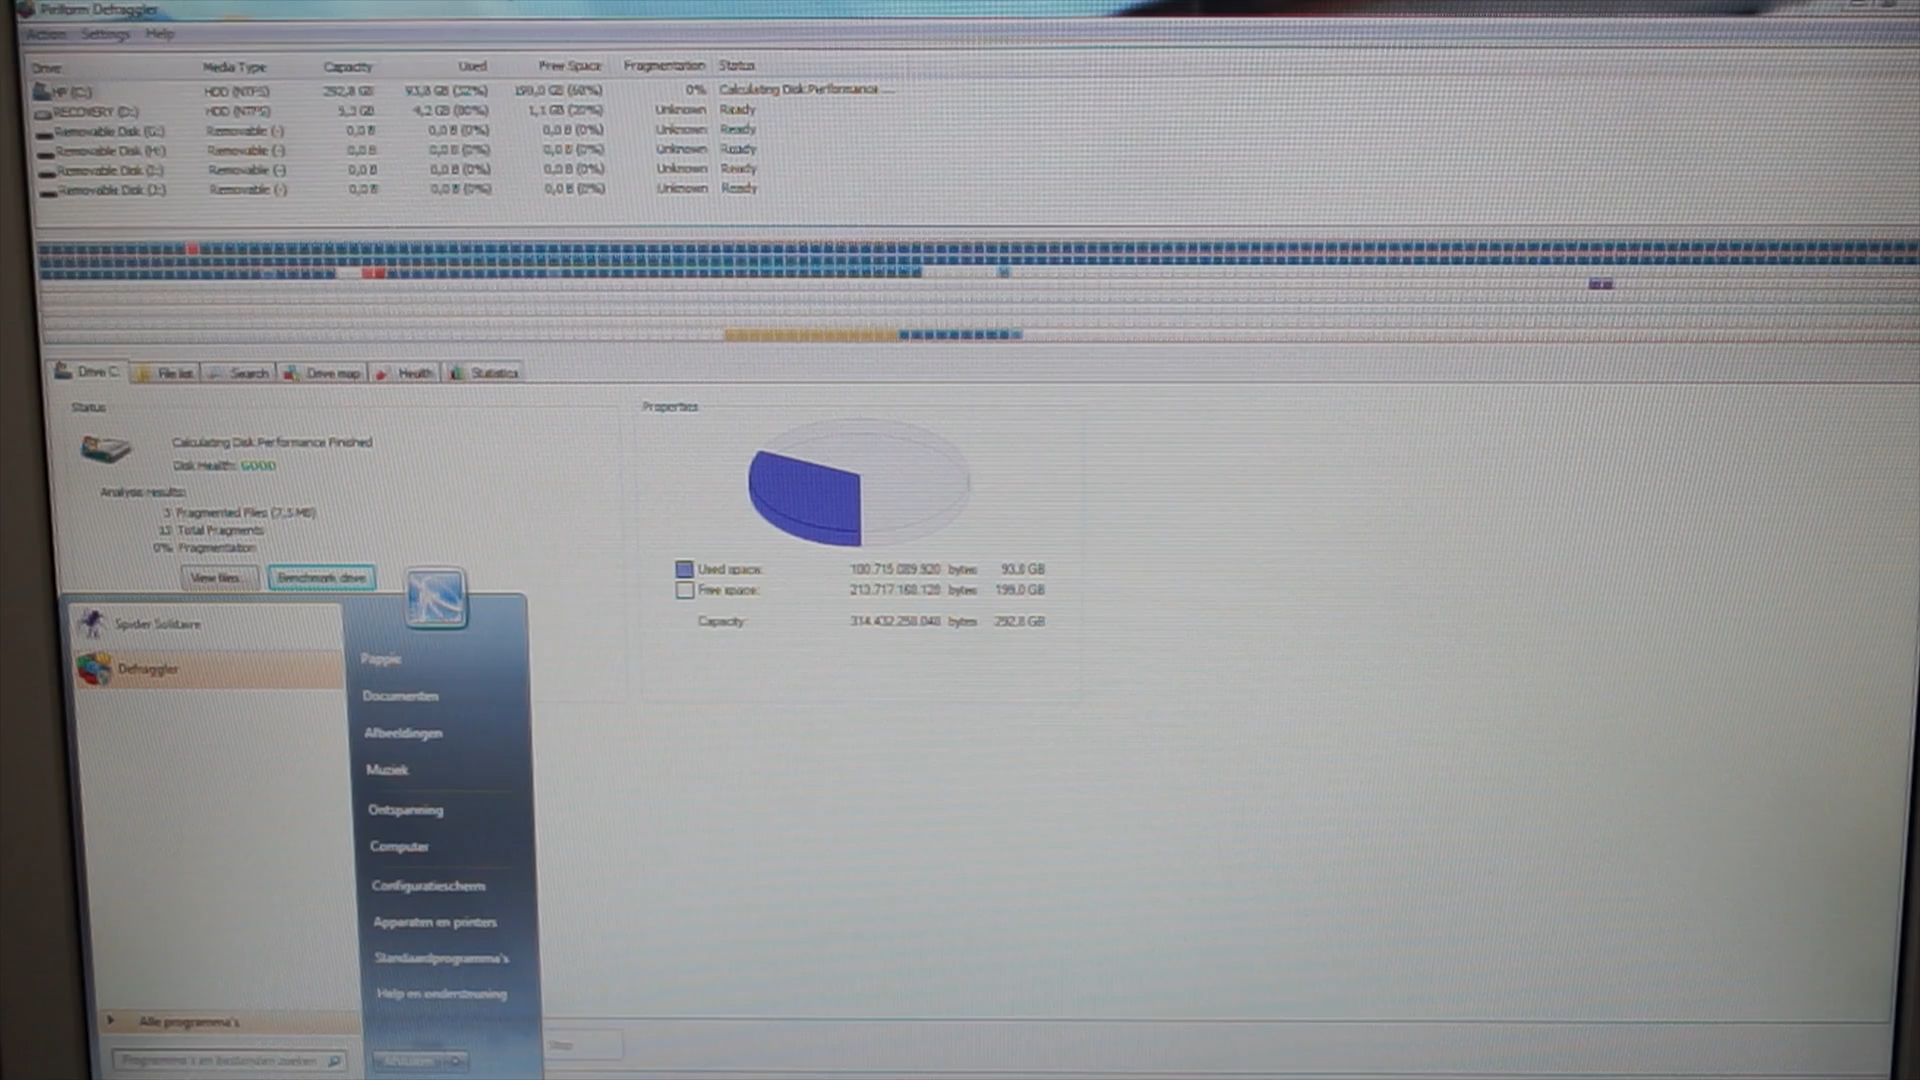 Piriform Defraggler
Action Settings Help
Drive Media Type Capacity Used Free Space Fragmentation Status
HP (C:) HDD (NTFS) 292,8 GB 93,8 GB (32%) 199,0 GB (68%) 0% Calculating Disk Performance ...
RECOVERY (D:) HDD (NTFS) 5,3 GB 4,2 GB (80%) 1,1 GB (20%) Unknown Ready
Removable Disk (G:) Removable (-) 0,0 B 0,0 B (0%) 0,0 B (0%) Unknown Ready
Removable Disk (H:) Removable (-) 0,0 B 0,0 B (0%) 0,0 B (0%) Unknown Ready
Removable Disk (I:) Removable (-) 0,0 B 0,0 B (0%) 0,0 B (0%) Unknown Ready
Removable Disk (J:) Removable (-) 0,0 B 0,0 B (0%) 0,0 B (0%) Unknown Ready
Drive C: File list Search Drive map Health Statistics
Status
Properties
Calculating Disk Performance Finished
Disk Health: GOOD
Analysis results:
3 Fragmented Files (7,5 MB)
13 Total Fragments
0% Fragmentation
View files... Benchmark drive
Used space: 100.715.089.920 bytes 93,8 GB
Free space: 213.717.168.128 bytes 199,0 GB
Capacity: 314.432.258.048 bytes 292,8 GB
Spider Solitaire
Defraggler
Pappie
Documenten
Afbeeldingen
Muziek
Ontspanning
Computer
Configuratiescherm
Apparaten en printers
Standaardprogramma's
Help en ondersteuning
Alle programma's
Programma's en bestanden zoeken
Afsluiten
Stop